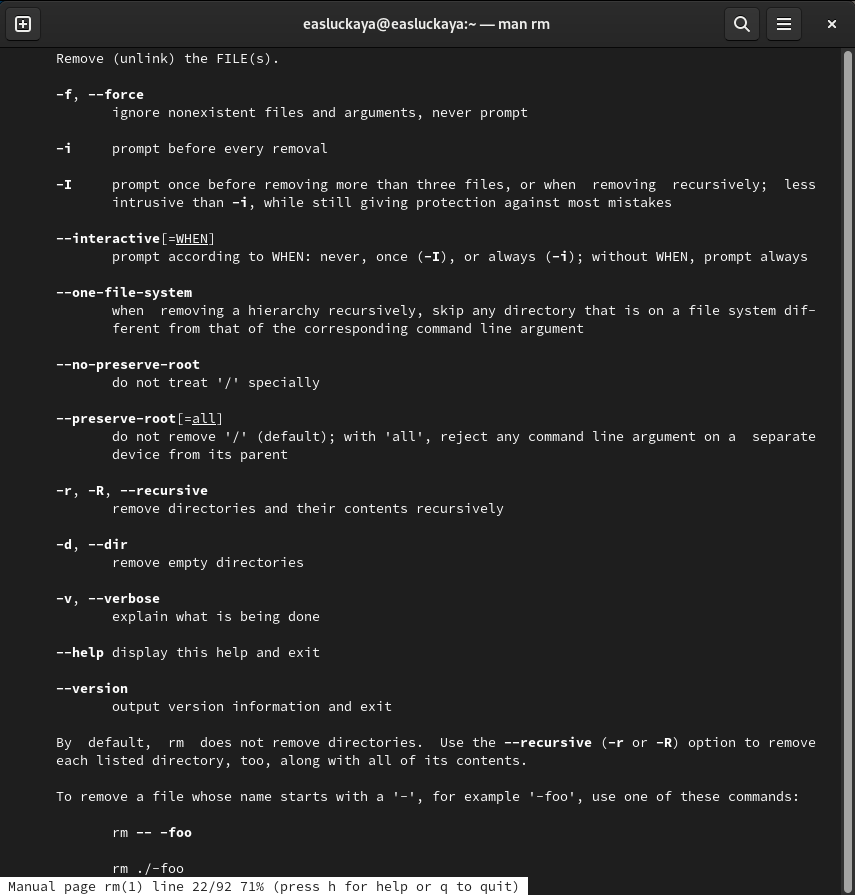 easluckaya@easluckaya:~ — man rm
Remove (unlink) the FILE(s).
-f, --force
ignore nonexistent files and arguments, never prompt
-i     prompt before every removal
-I     prompt once before removing more than three files, or when  removing  recursively;  less
intrusive than -i, while still giving protection against most mistakes
--interactive[=WHEN]
prompt according to WHEN: never, once (-I), or always (-i); without WHEN, prompt always
--one-file-system
when  removing a hierarchy recursively, skip any directory that is on a file system dif-
ferent from that of the corresponding command line argument
--no-preserve-root
do not treat '/' specially
--preserve-root[=all]
do not remove '/' (default); with 'all', reject any command line argument on a  separate
device from its parent
-r, -R, --recursive
remove directories and their contents recursively
-d, --dir
remove empty directories
-v, --verbose
explain what is being done
--help display this help and exit
--version
output version information and exit
By  default,  rm  does not remove directories.  Use the --recursive (-r or -R) option to remove
each listed directory, too, along with all of its contents.
To remove a file whose name starts with a '-', for example '-foo', use one of these commands:
rm -- -foo
rm ./-foo
Manual page rm(1) line 22/92 71% (press h for help or q to quit)